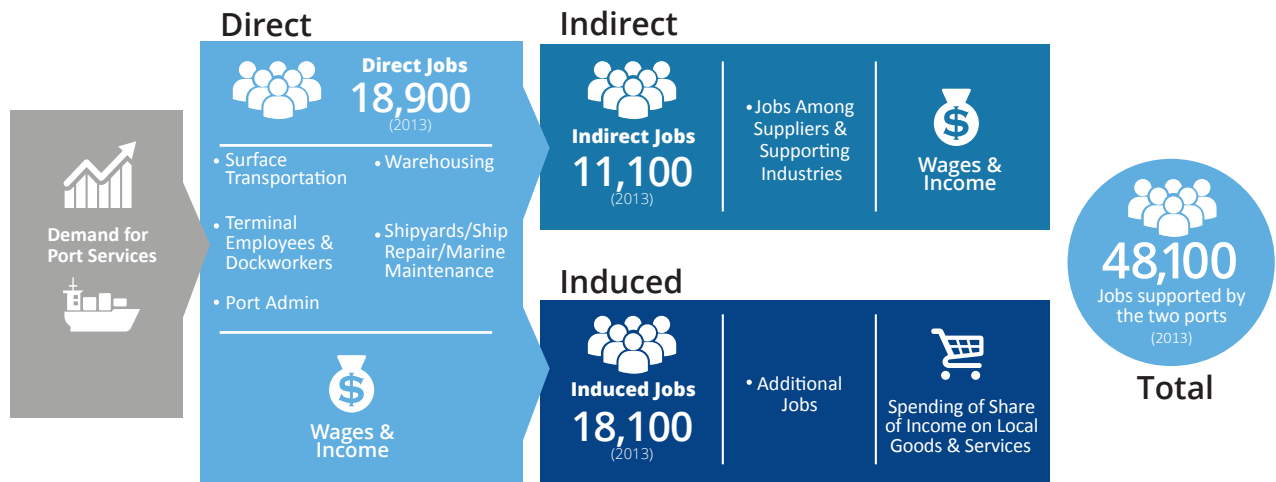 Demand for
Port Services
Direct
Direct Jobs
18,900
(2013)
• Surface
Transportation
• Terminal
Employees &
Dockworkers
• Port Admin
• Warehousing
• Shipyards/Ship
Repair/Marine
Maintenance
$
Wages &
Income
Indirect
Indirect Jobs
11,100
(2013)
• Jobs Among
Suppliers &
Supporting
Industries
$
Wages &
Income
Induced
Induced Jobs
18,100
(2013)
• Additional
Jobs
Spending of Share
of Income on Local
Goods & Services
48,100
Jobs supported by
the two ports
(2013)
Total